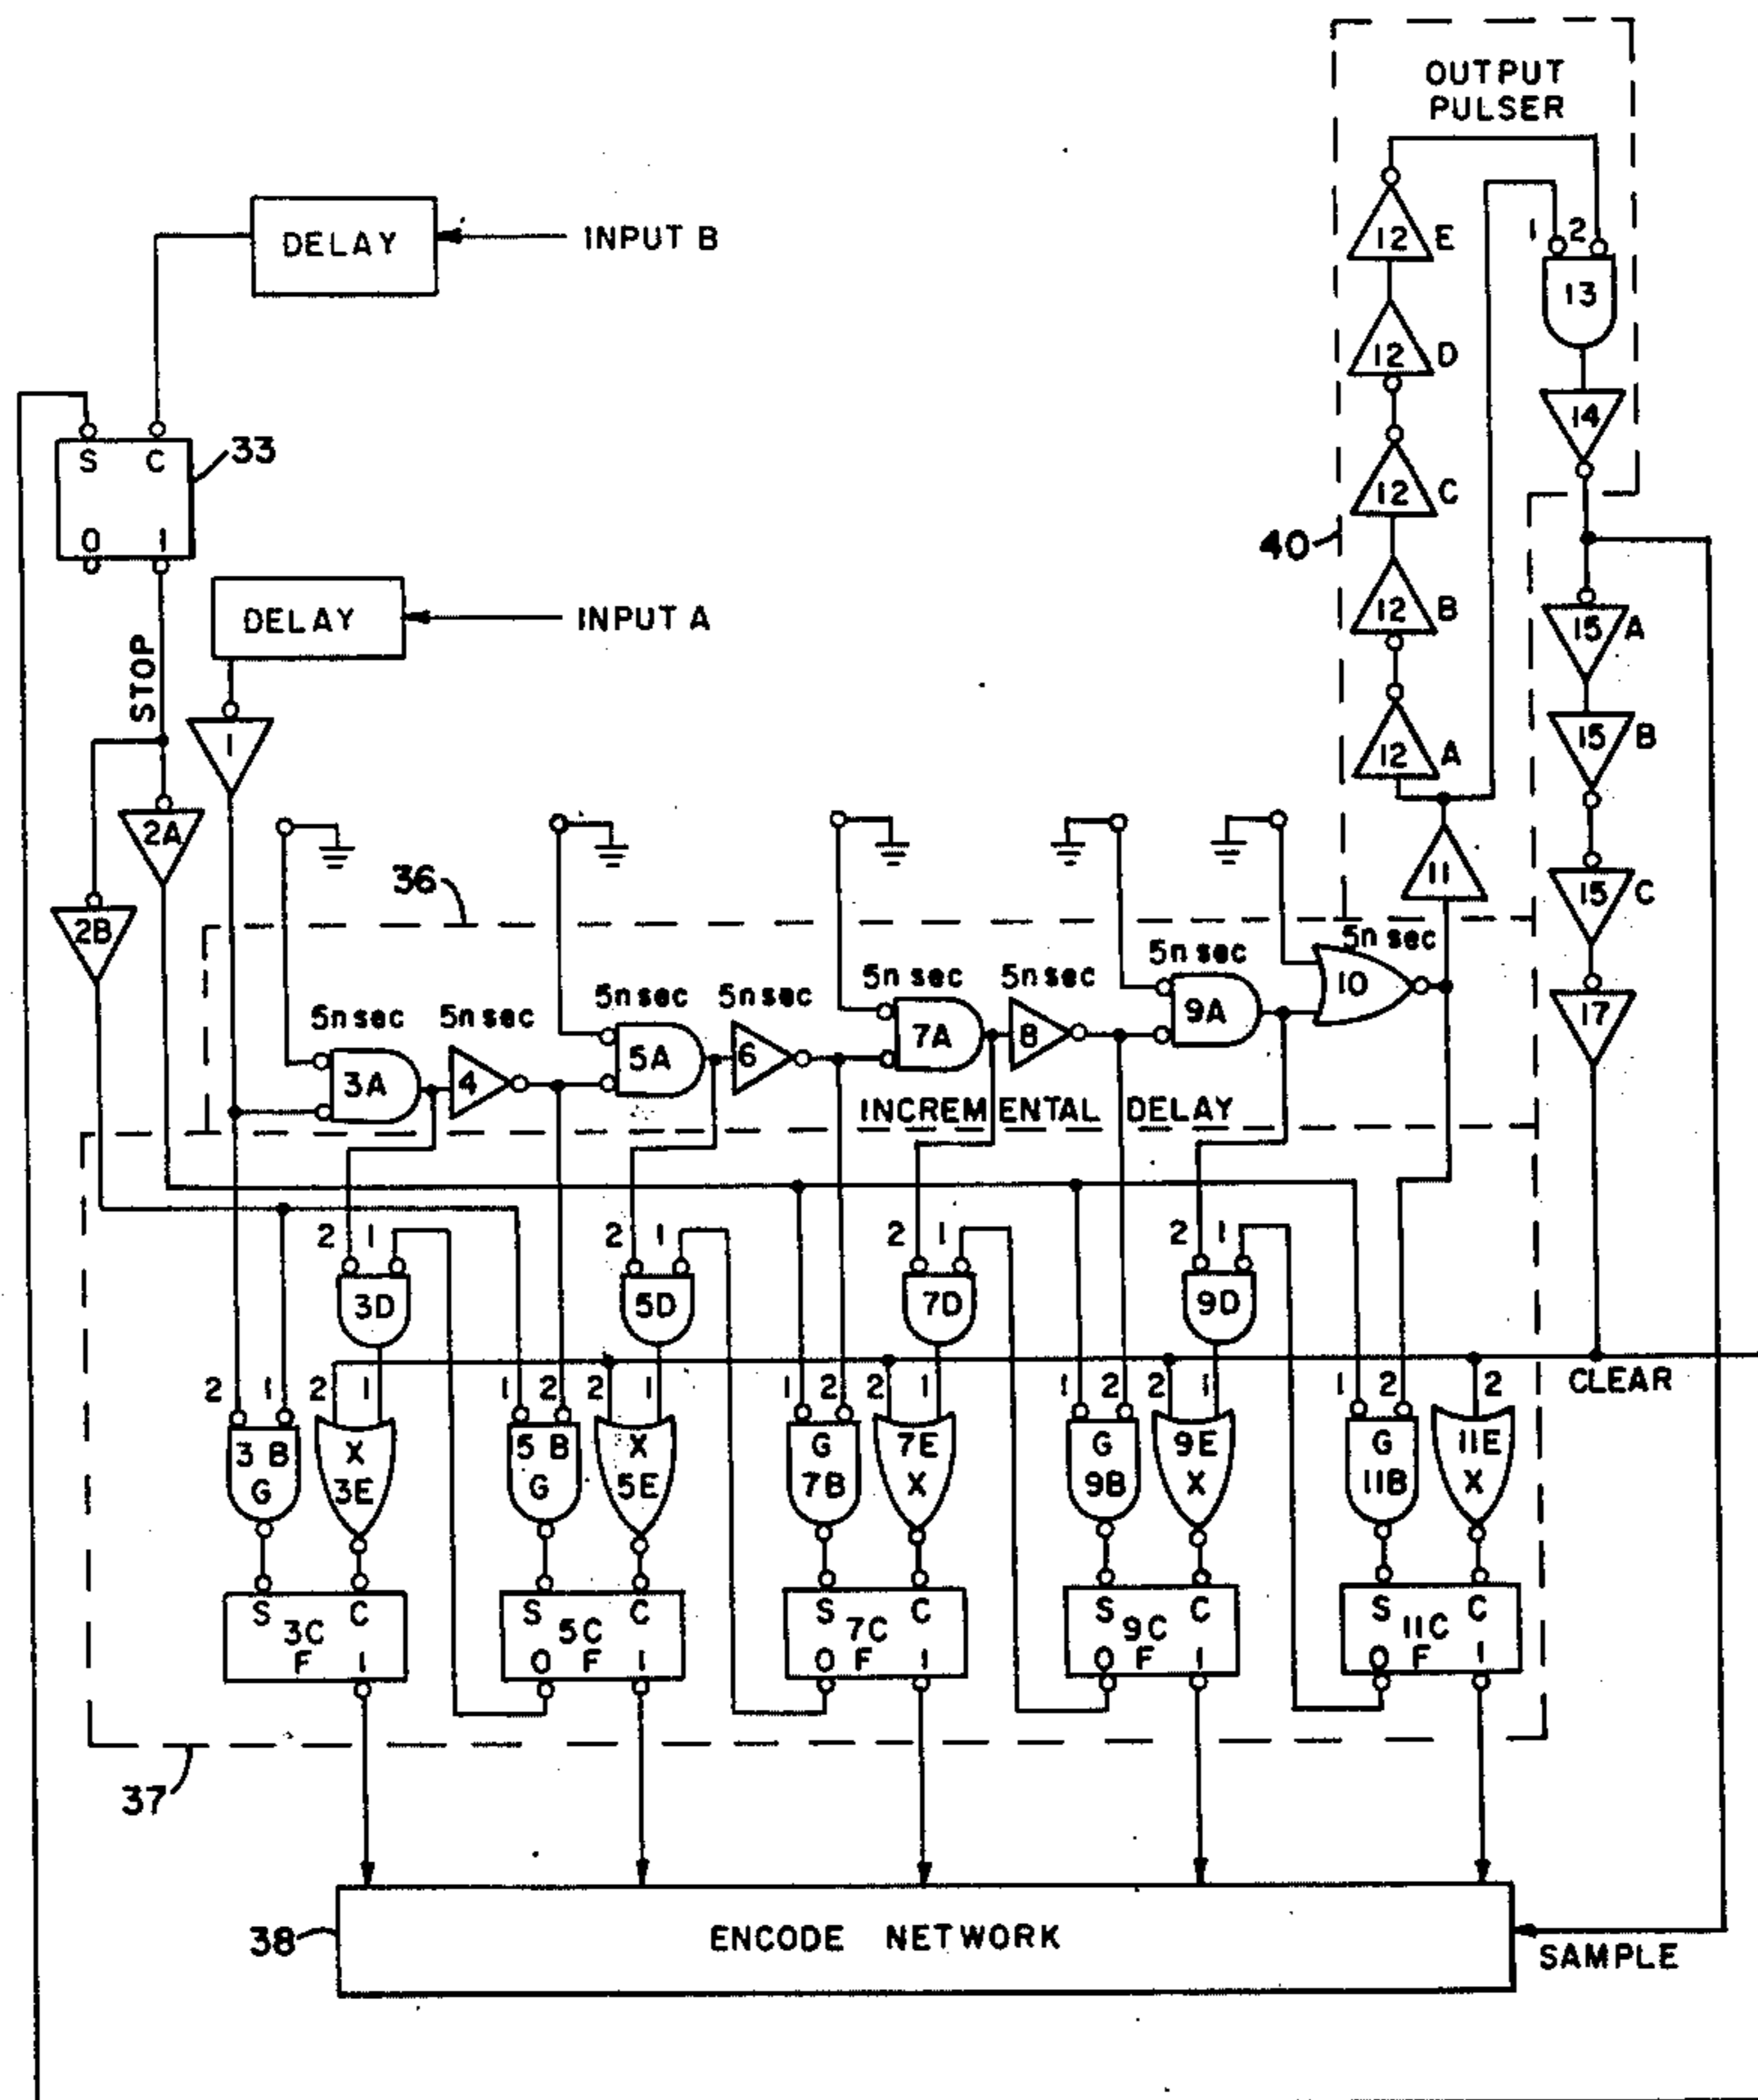 OUTPUT
PULSER
DELAY
INPUT B
12 E
1 2
13
12 D
14
S C
33
0 1
12 C
40
DELAY
INPUT A
12 B
15 A
STOP
1
12 A
15 B
2A
11
15 C
36
2B
5n sec
5n sec
5n sec
5n sec
5n sec
5n sec
5n sec
5n sec
3A
4
5A
6
7A
8
9A
10
17
INCREMENTAL DELAY
2 1
2 1
2 1
2 1
3D
5D
7D
9D
CLEAR
2 1 2 1
1 2 2 1
1 2 2 1
1 2 2 1
1 2 2
3 B G
X 3E
5 B G
X 5E
G 7B
7E X
G 9B
9E X
G 11B
11E X
S C
3C
F 1
S C
5C
0 F 1
S C
7C
0 F 1
S C
9C
0 F 1
S C
11C
0 F 1
37
38
ENCODE NETWORK
SAMPLE